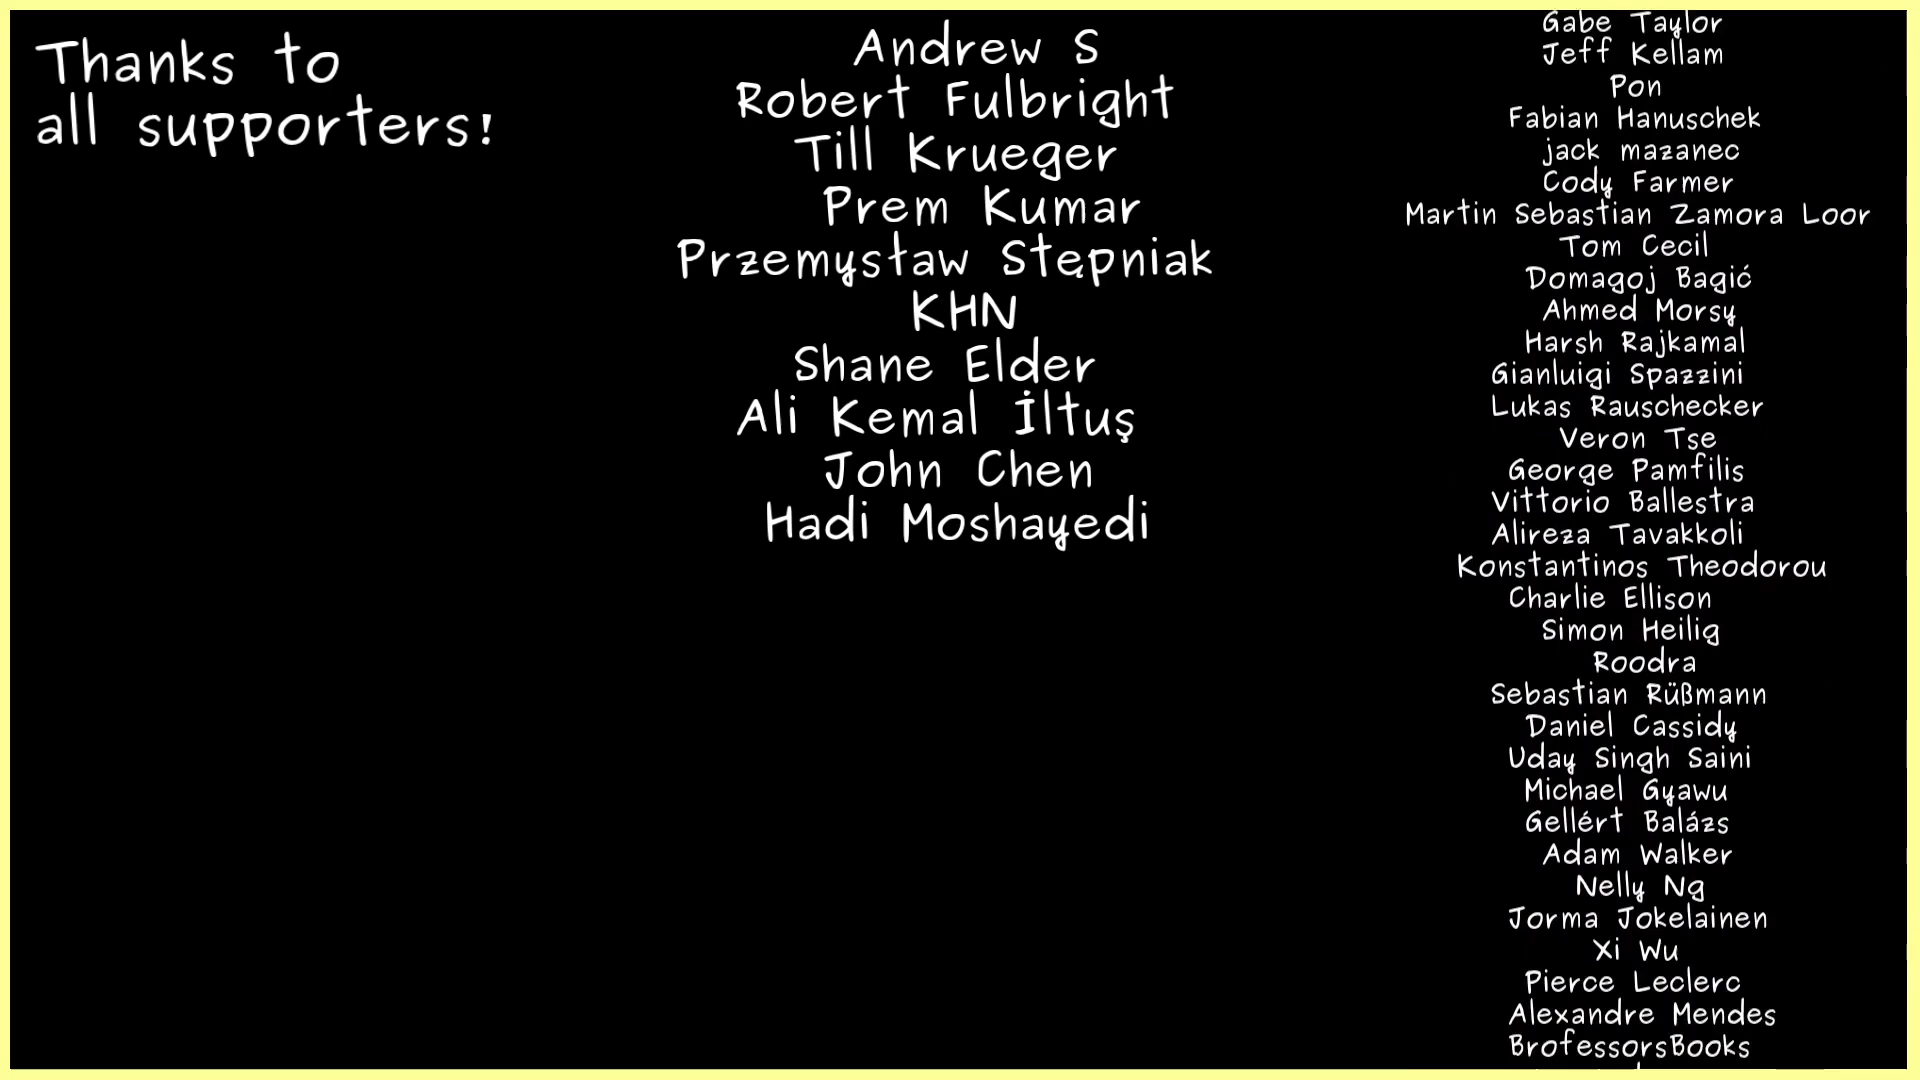 Thanks to
all supporters!
Andrew S
Robert Fulbright
Till Krueger
Prem Kumar
Przemysław Stępniak
KHN
Shane Elder
Ali Kemal İltuş
John Chen
Hadi Moshayedi
Gabe Taylor
Jeff Kellam
Pon
Fabian Hanuschek
jack mazanec
Cody Farmer
Martin Sebastian Zamora Loor
Tom Cecil
Domagoj Bagić
Ahmed Morsy
Harsh Rajkamal
Gianluigi Spazzini
Lukas Rauschecker
Veron Tse
George Pamfilis
Vittorio Ballestra
Alireza Tavakkoli
Konstantinos Theodorou
Charlie Ellison
Simon Heilig
Roodra
Sebastian Rüßmann
Daniel Cassidy
Uday Singh Saini
Michael Gyawu
Gellért Balázs
Adam Walker
Nelly Ng
Jorma Jokelainen
Xi Wu
Pierce Leclerc
Alexandre Mendes
BrofessorsBooks